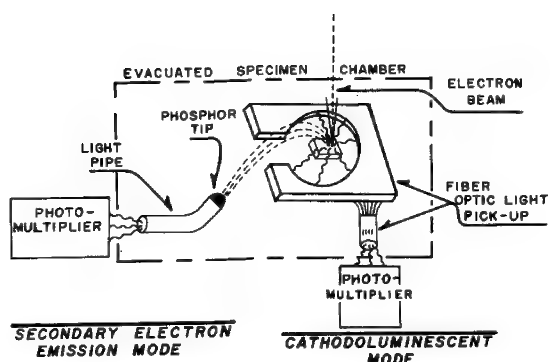 EVACUATED SPECIMEN CHAMBER
ELECTRON
BEAM
PHOSPHOR
TIP
LIGHT
PIPE
PHOTO-
MULTIPLIER
FIBER
OPTIC LIGHT
PICK-UP
PHOTO-
MULTIPLIER
SECONDARY ELECTRON
EMISSION MODE
CATHODOLUMINESCENT
MODE